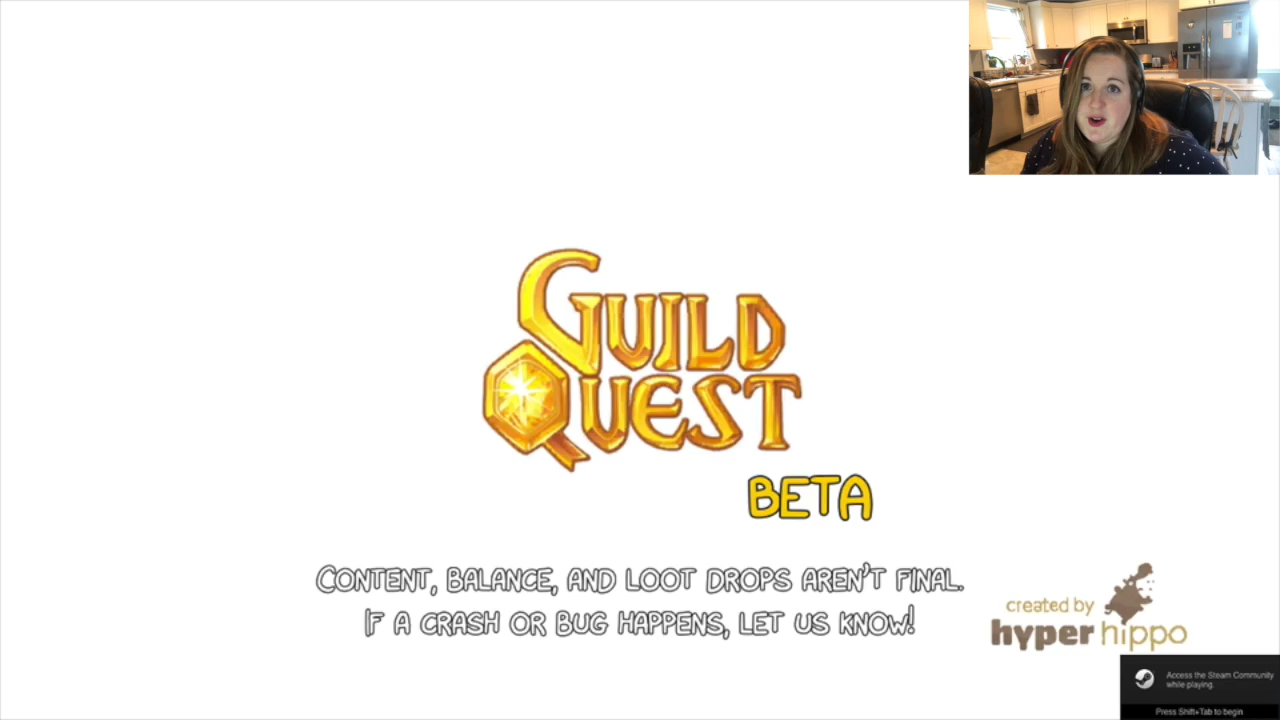 GUILD
QUEST
BETA
CONTENT, BALANCE, AND LOOT DROPS AREN'T FINAL.
IF A CRASH OR BUG HAPPENS, LET US KNOW!
created by
hyper hippo
Access the Steam Community
while playing.
Press Shift+Tab to begin